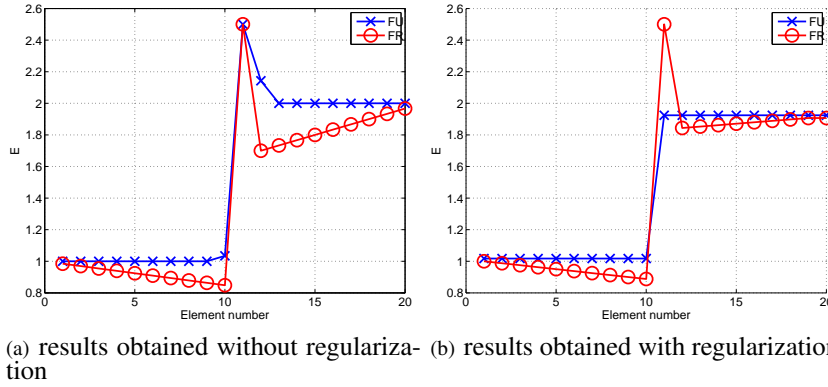 2.6
2.4
2.2
2
1.8
1.6
1.4
1.2
1
0.8
E
0 5 10 15 20
Element number
FU
FR
2.6
2.4
2.2
2
1.8
1.6
1.4
1.2
1
0.8
E
0 5 10 15 20
Element number
FU
FR
(a) results obtained without regulariza-
tion
(b) results obtained with regularization